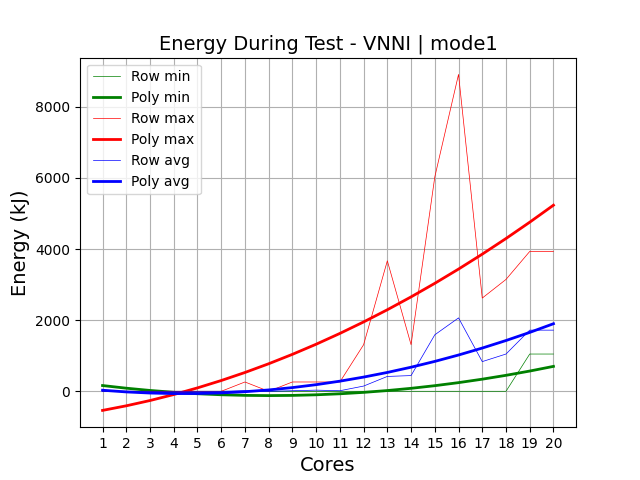 Energy During Test - VNNI | mode1
Row min
Poly min
Row max
Poly max
Row avg
Poly avg
Energy (kJ)
8000
6000
4000
2000
0
1 2 3 4 5 6 7 8 9 10 11 12 13 14 15 16 17 18 19 20
Cores